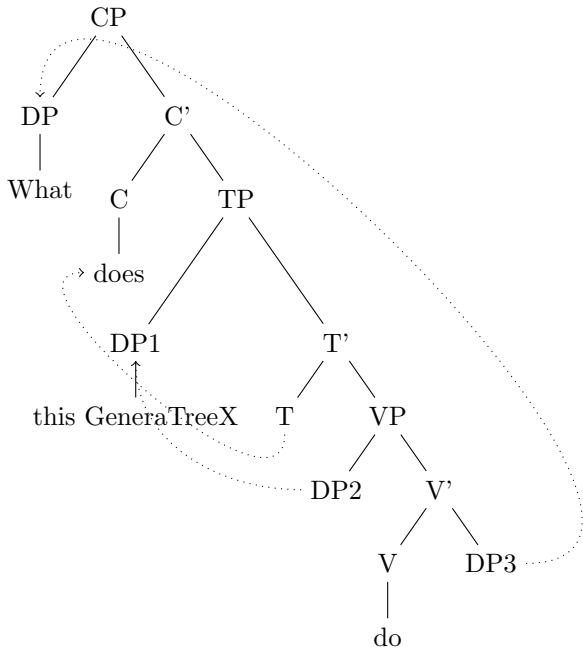 CP
DP C'
What C TP
does
DP1 T'
this GeneraTreeX T VP
DP2 V'
V DP3
do